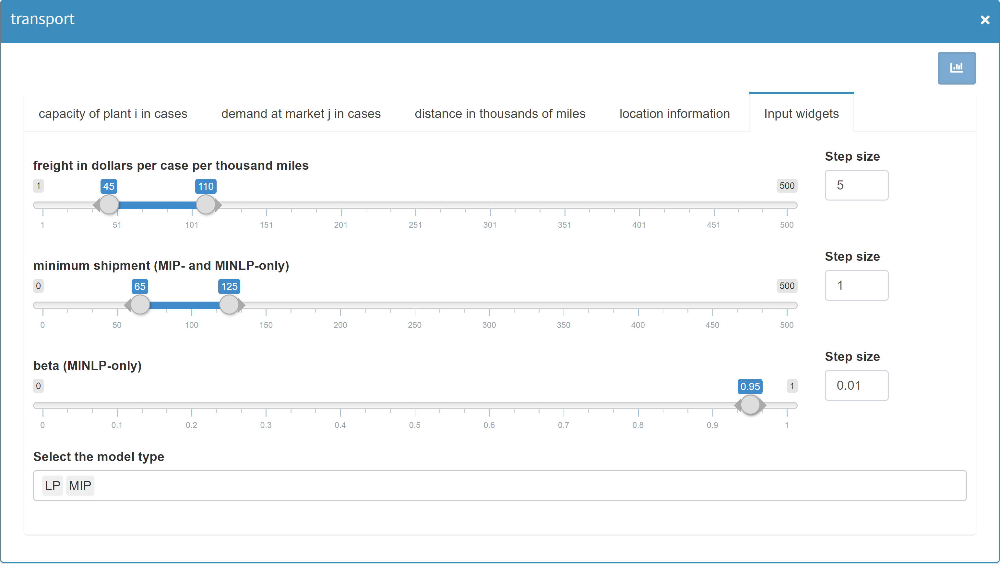 transport
capacity of plant i in cases demand at market j in cases distance in thousands of miles location information Input widgets
freight in dollars per case per thousand miles
Step size
1 45 110 500
5
1 51 101 151 201 251 301 351 401 451 500
minimum shipment (MIP- and MINLP-only)
Step size
0 65 125 500
1
0 50 100 150 200 250 300 350 400 450 500
beta (MINLP-only)
Step size
0 0.95 1
0.01
0 0.1 0.2 0.3 0.4 0.5 0.6 0.7 0.8 0.9 1
Select the model type
LP MIP